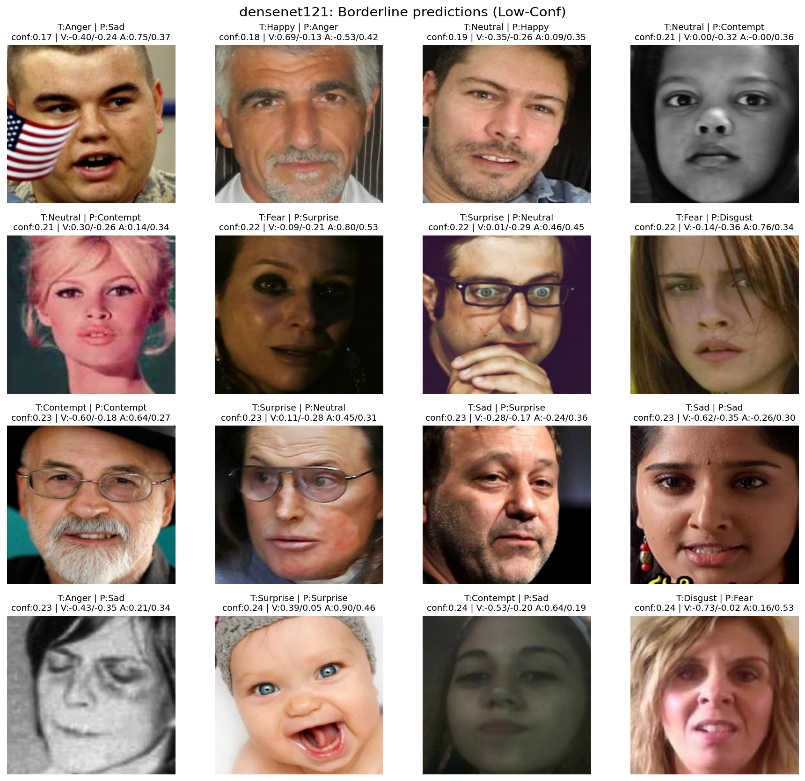 densenet121: Borderline predictions (Low-Conf)
T:Anger | P:Sad
conf:0.17 | V:-0.40/-0.24 A:0.75/0.37
T:Happy | P:Anger
conf:0.18 | V:0.69/-0.13 A:-0.53/0.42
T:Neutral | P:Happy
conf:0.19 | V:-0.35/-0.26 A:0.09/0.35
T:Neutral | P:Contempt
conf:0.21 | V:0.00/-0.32 A:-0.00/0.36
T:Neutral | P:Contempt
conf:0.21 | V:0.30/-0.26 A:0.14/0.34
T:Fear | P:Surprise
conf:0.22 | V:-0.09/-0.21 A:0.80/0.53
T:Surprise | P:Neutral
conf:0.22 | V:0.01/-0.29 A:0.46/0.45
T:Fear | P:Disgust
conf:0.22 | V:-0.14/-0.36 A:0.76/0.34
T:Contempt | P:Contempt
conf:0.23 | V:-0.60/-0.18 A:0.64/0.27
T:Surprise | P:Neutral
conf:0.23 | V:0.11/-0.28 A:0.45/0.31
T:Sad | P:Surprise
conf:0.23 | V:-0.28/-0.17 A:-0.24/0.36
T:Sad | P:Sad
conf:0.23 | V:-0.62/-0.35 A:-0.26/0.30
T:Anger | P:Sad
conf:0.23 | V:-0.43/-0.35 A:0.21/0.34
T:Surprise | P:Surprise
conf:0.24 | V:0.39/0.05 A:0.90/0.46
T:Contempt | P:Sad
conf:0.24 | V:-0.53/-0.20 A:0.64/0.19
T:Disgust | P:Fear
conf:0.24 | V:-0.73/-0.02 A:0.16/0.53